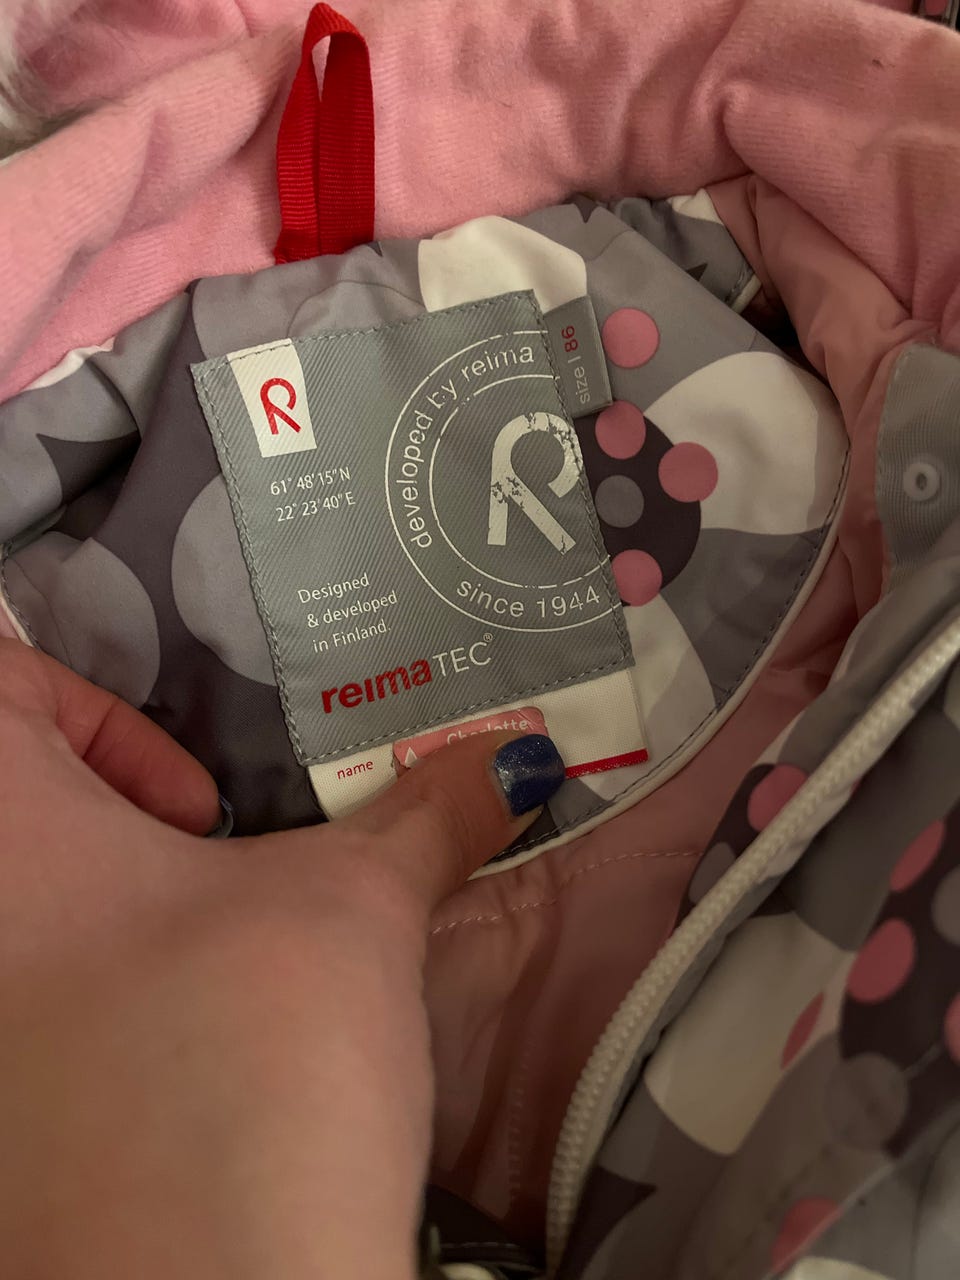 61° 48' 15" N
22° 23' 40" E
Designed
& developed
in Finland.
reimaTEC®
developed by reima
since 1944
size | 86
name
Charlotte